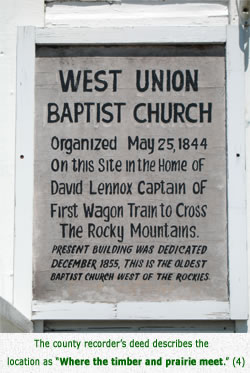 WEST UNION
BAPTIST CHURCH
Organized May 25, 1844
On this Site in the Home of
David Lennox Captain of
First Wagon Train to Cross
The Rocky Mountains.
PRESENT BUILDING WAS DEDICATED
DECEMBER 1855, THIS IS THE OLDEST
BAPTIST CHURCH WEST OF THE ROCKIES.
The county recorder's deed describes the
location as "Where the timber and prairie meet." (4)